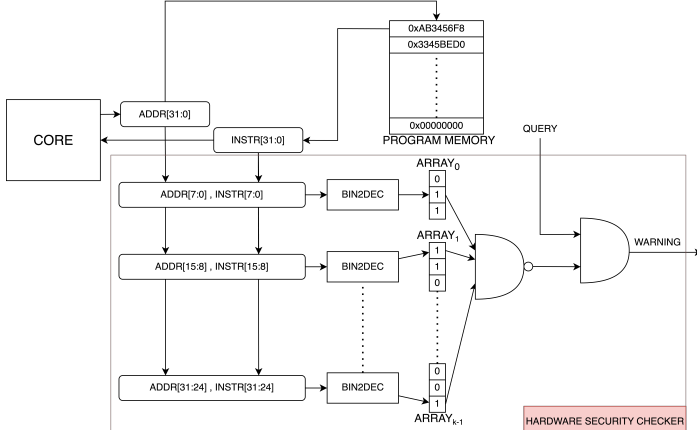 0xAB3456F8
0x3345BED0
0x00000000
PROGRAM MEMORY
CORE
ADDR[31:0]
INSTR[31:0]
QUERY
ADDR[7:0] , INSTR[7:0]
BIN2DEC
ARRAY0
0
1
1
ADDR[15:8] , INSTR[15:8]
BIN2DEC
ARRAY1
1
1
0
WARNING
ADDR[31:24] , INSTR[31:24]
BIN2DEC
0
0
1
ARRAYk-1
HARDWARE SECURITY CHECKER